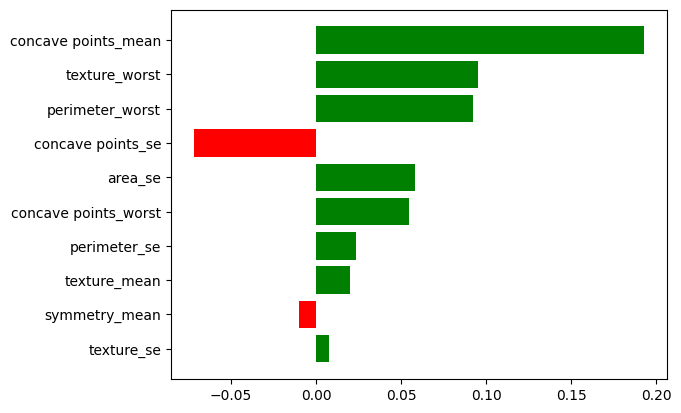 concave points_mean
texture_worst
perimeter_worst
concave points_se
area_se
concave points_worst
perimeter_se
texture_mean
symmetry_mean
texture_se
−0.05 0.00 0.05 0.10 0.15 0.20